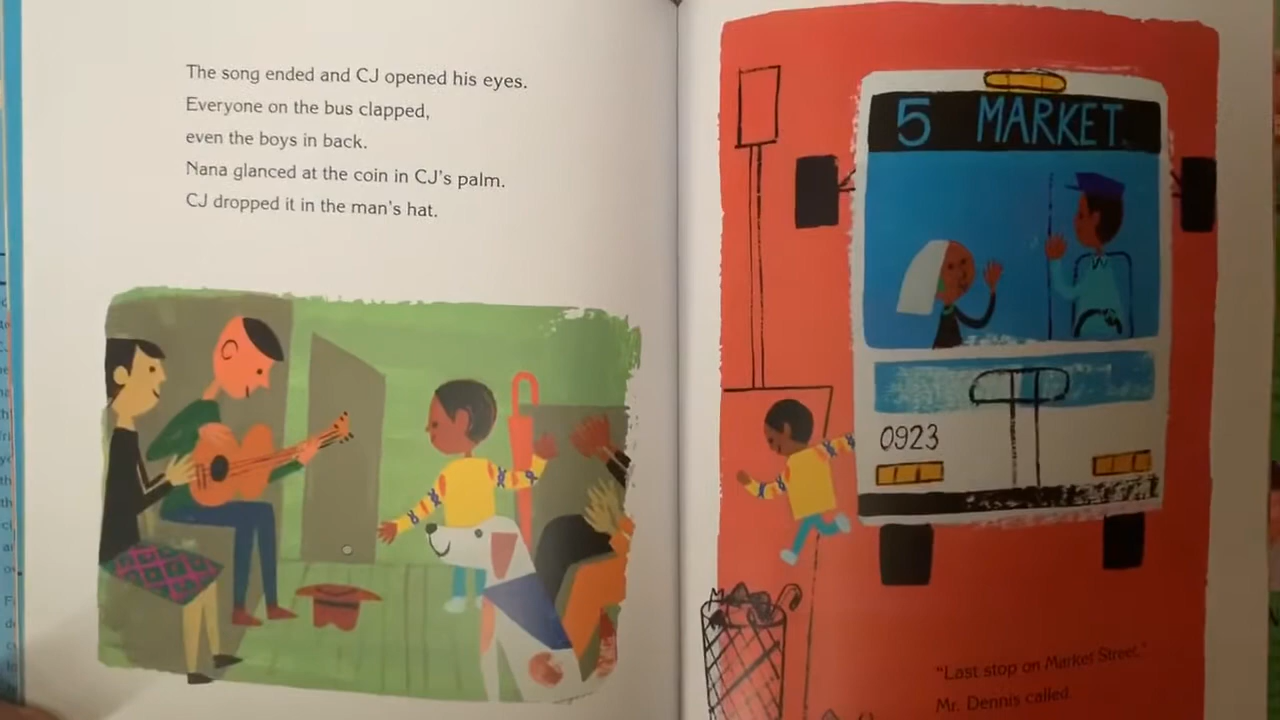 The song ended and CJ opened his eyes.
Everyone on the bus clapped,
even the boys in back.
Nana glanced at the coin in CJ's palm.
CJ dropped it in the man's hat.
5 MARKET
0923
"Last stop on Market Street,"
Mr. Dennis called.